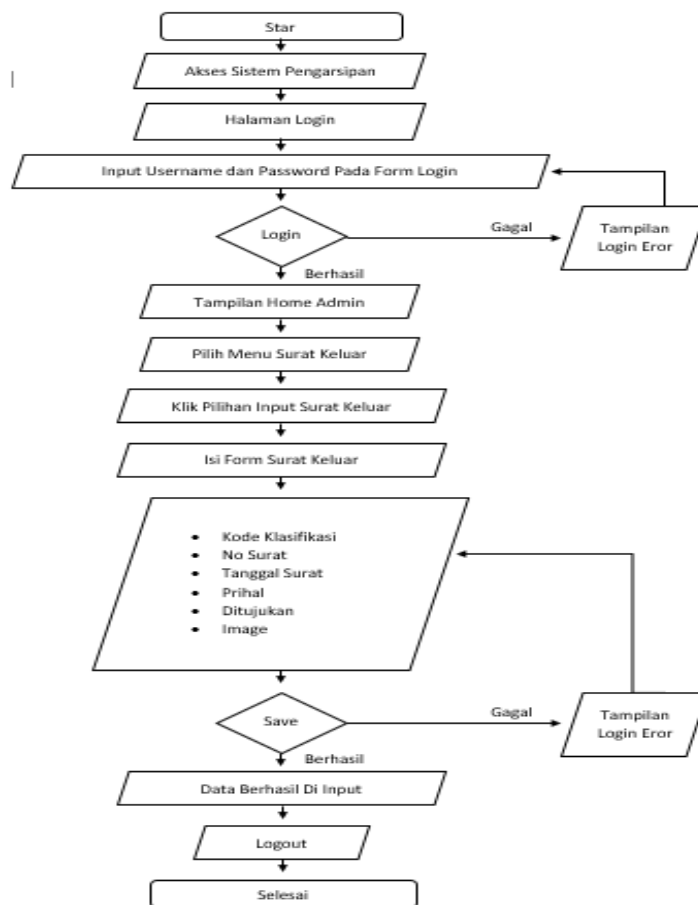 Star
Akses Sistem Pengarsipan
Halaman Login
Input Username dan Password Pada Form Login
Login
Gagal
Tampilan
Login Eror
Berhasil
Tampilan Home Admin
Pilih Menu Surat Keluar
Klik Pilihan Input Surat Keluar
Isi Form Surat Keluar
• Kode Klasifikasi
• No Surat
• Tanggal Surat
• Prihal
• Ditujukan
• Image
Save
Gagal
Tampilan
Login Eror
Berhasil
Data Berhasil Di Input
Logout
Selesai